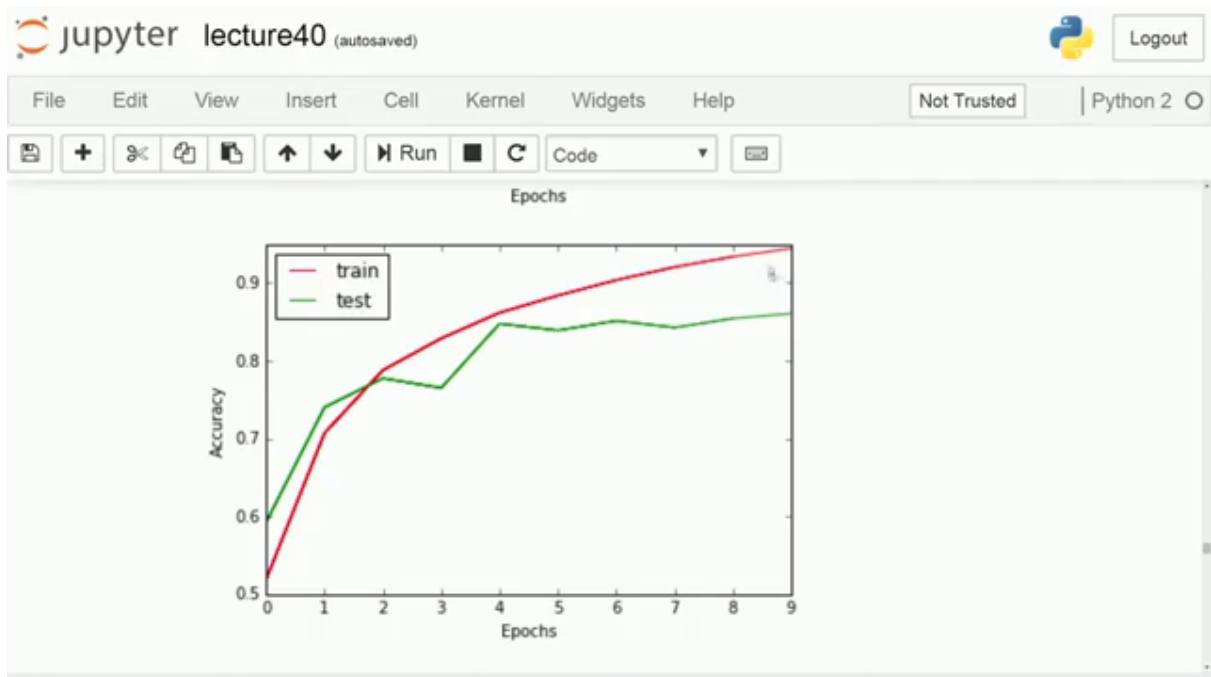 jupyter lecture40 (autosaved)
Logout
File Edit View Insert Cell Kernel Widgets Help
Not Trusted
Python 2
Run
Code
Epochs
train
test
0.9
0.8
0.7
0.6
0.5
Accuracy
0 1 2 3 4 5 6 7 8 9
Epochs